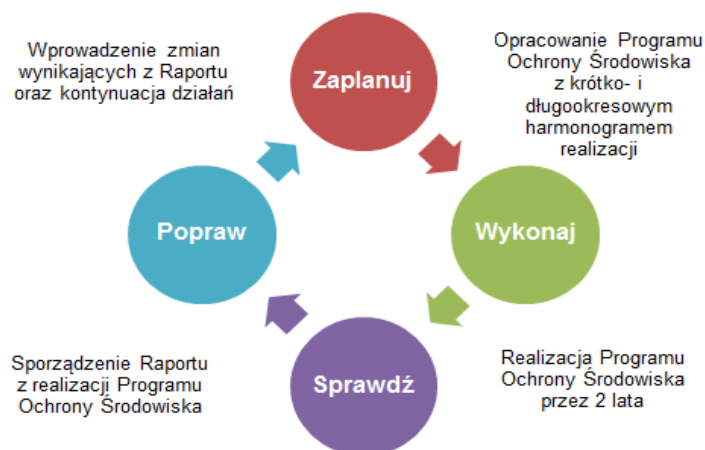 Wprowadzenie zmian
wynikających z Raportu
oraz kontynuacja działań
Zaplanuj
Opracowanie Programu
Ochrony Środowiska
z krótko- i
długookresowym
harmonogramem
realizacji
Popraw
Wykonaj
Sporządzenie Raportu
z realizacji Programu
Ochrony Środowiska
Sprawdź
Realizacja Programu
Ochrony Środowiska
przez 2 lata